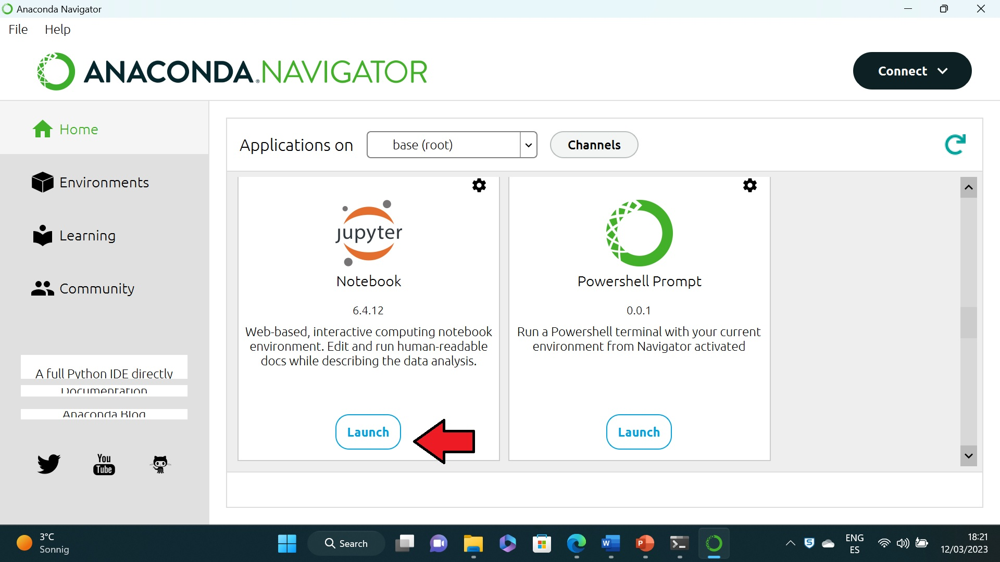 Anaconda Navigator
File Help
ANACONDA.NAVIGATOR
Connect
Home
Applications on base (root) Channels
Environments
Learning
Community
jupyter
Notebook
6.4.12
Web-based, interactive computing notebook
environment. Edit and run human-readable
docs while describing the data analysis.
Launch
Powershell Prompt
0.0.1
Run a Powershell terminal with your current
environment from Navigator activated
Launch
A full Python IDE directly
Documentation
Anaconda Blog
You
Tube
3°C
Sonnig
Search
W
P
S
ENG
ES
18:21
12/03/2023